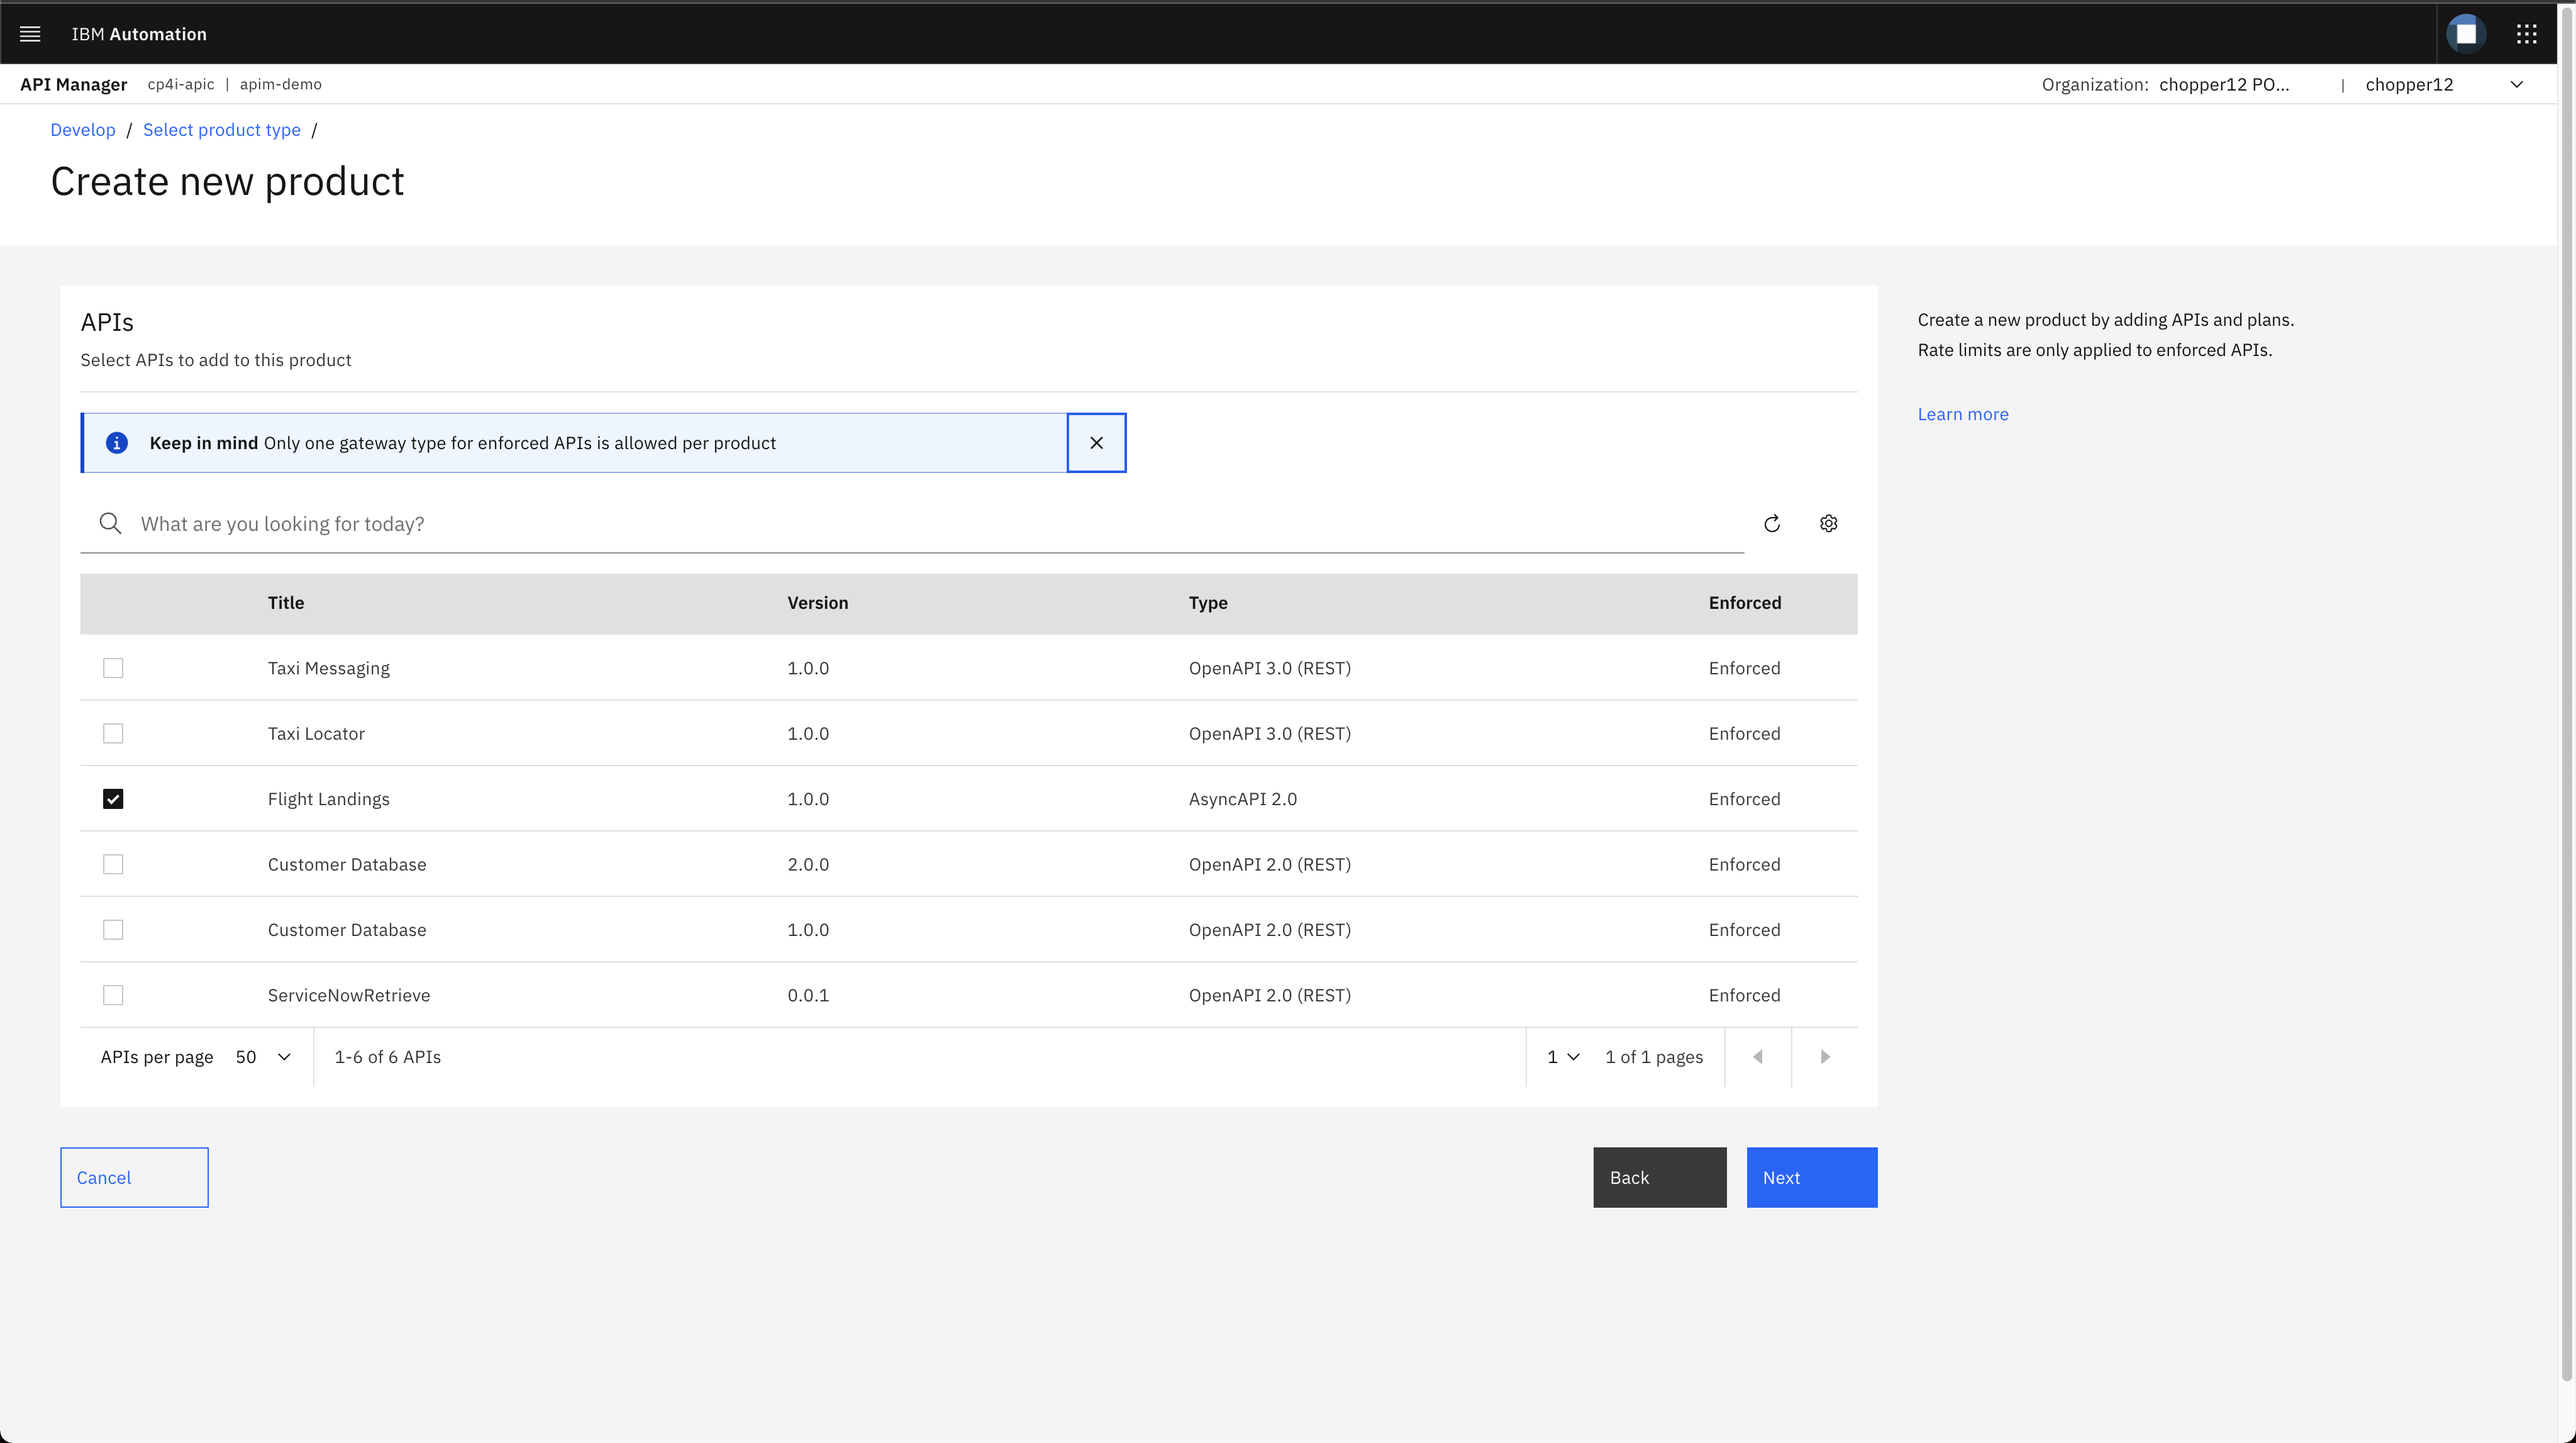 IBM Automation
API Manager cp4i-apic | apim-demo Organization: chopper12 PO... | chopper12
Develop / Select product type /
Create new product
APIs
Select APIs to add to this product
Create a new product by adding APIs and plans.
Rate limits are only applied to enforced APIs.
Learn more
Keep in mind Only one gateway type for enforced APIs is allowed per product
What are you looking for today?
Title Version Type Enforced
Taxi Messaging 1.0.0 OpenAPI 3.0 (REST) Enforced
Taxi Locator 1.0.0 OpenAPI 3.0 (REST) Enforced
Flight Landings 1.0.0 AsyncAPI 2.0 Enforced
Customer Database 2.0.0 OpenAPI 2.0 (REST) Enforced
Customer Database 1.0.0 OpenAPI 2.0 (REST) Enforced
ServiceNowRetrieve 0.0.1 OpenAPI 2.0 (REST) Enforced
APIs per page 50 1-6 of 6 APIs 1 1 of 1 pages
Cancel Back Next